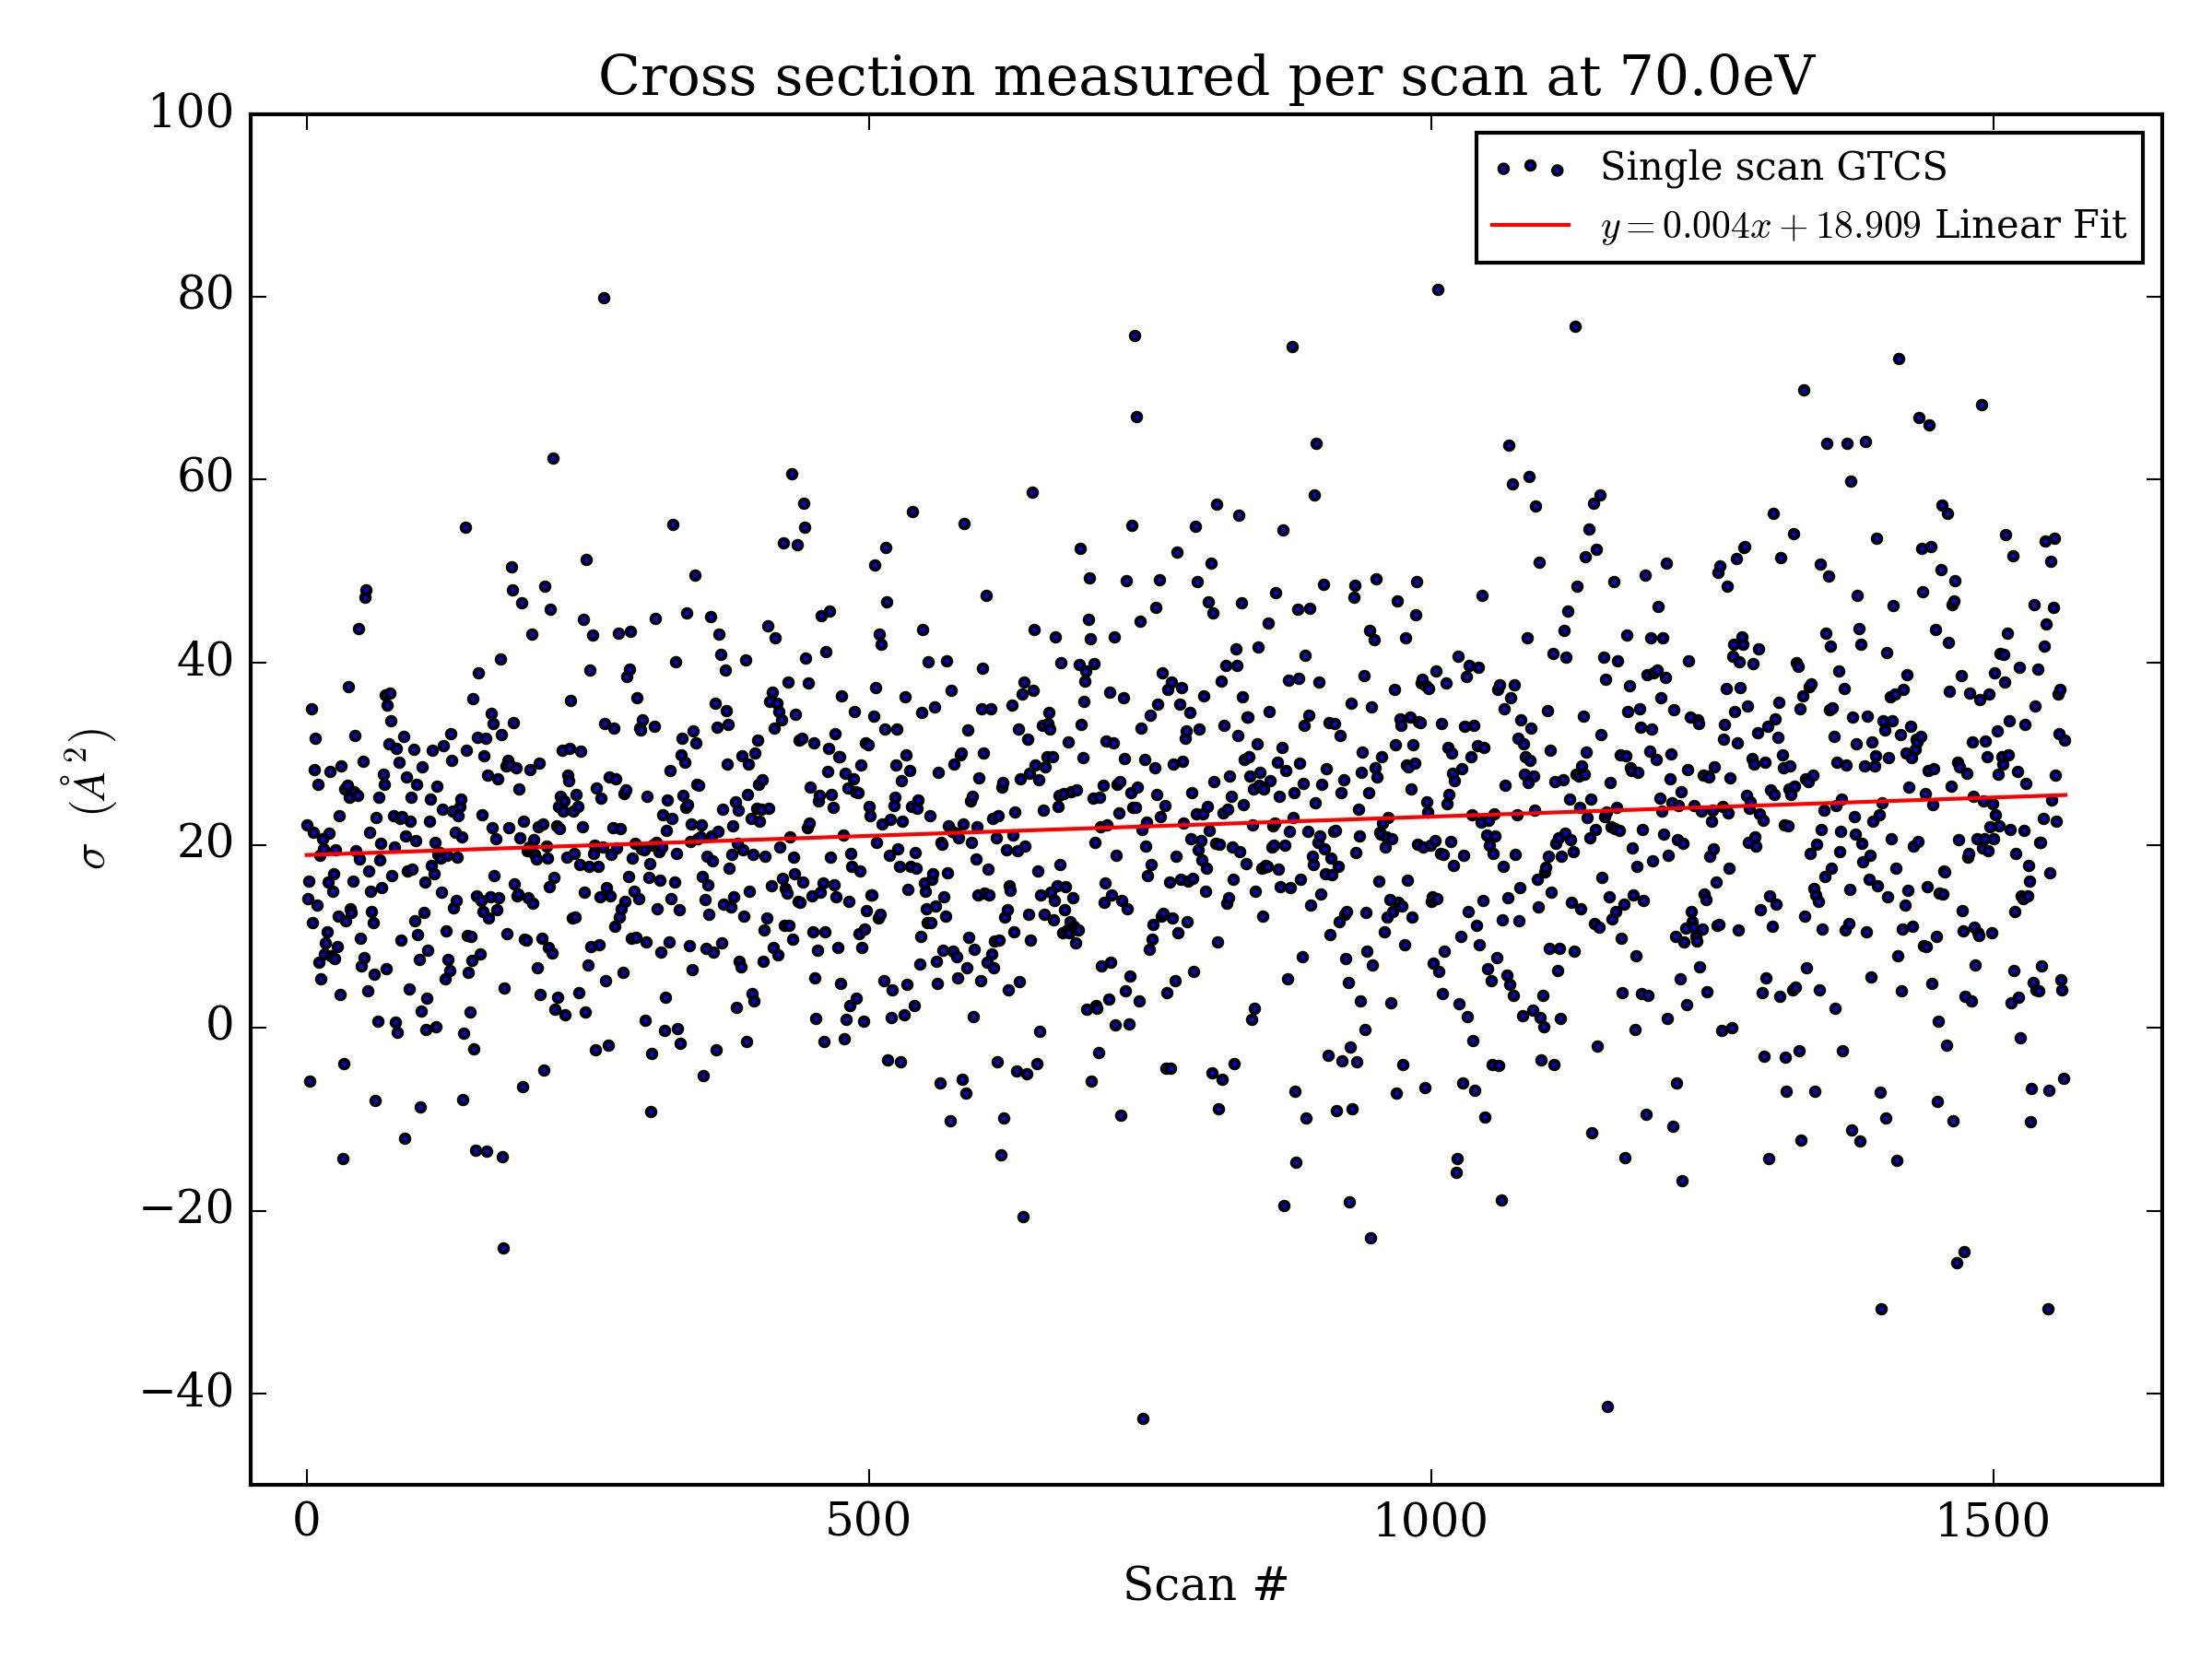 Cross section measured per scan at 70.0eV
100
80
60
40
20
0
−20
−40
σ (Å²)
Single scan GTCS
y = 0.004x + 18.909 Linear Fit
0 500 1000 1500
Scan #